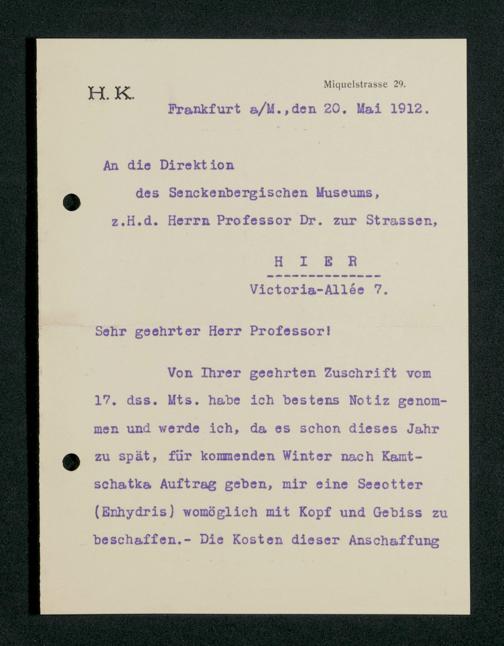 H. K.
Miquelstrasse 29.
Frankfurt a/M.,den 20. Mai 1912.
An die Direktion
des Senckenbergischen Museums,
z.H.d. Herrn Professor Dr. zur Strassen,
H I E R
Victoria-Allée 7.
Sehr geehrter Herr Professor!
Von Ihrer geehrten Zuschrift vom
17. dss. Mts. habe ich bestens Notiz genom-
men und werde ich, da es schon dieses Jahr
zu spät, für kommenden Winter nach Kamt-
schatka Auftrag geben, mir eine Seeotter
(Enhydris) womöglich mit Kopf und Gebiss zu
beschaffen.- Die Kosten dieser Anschaffung